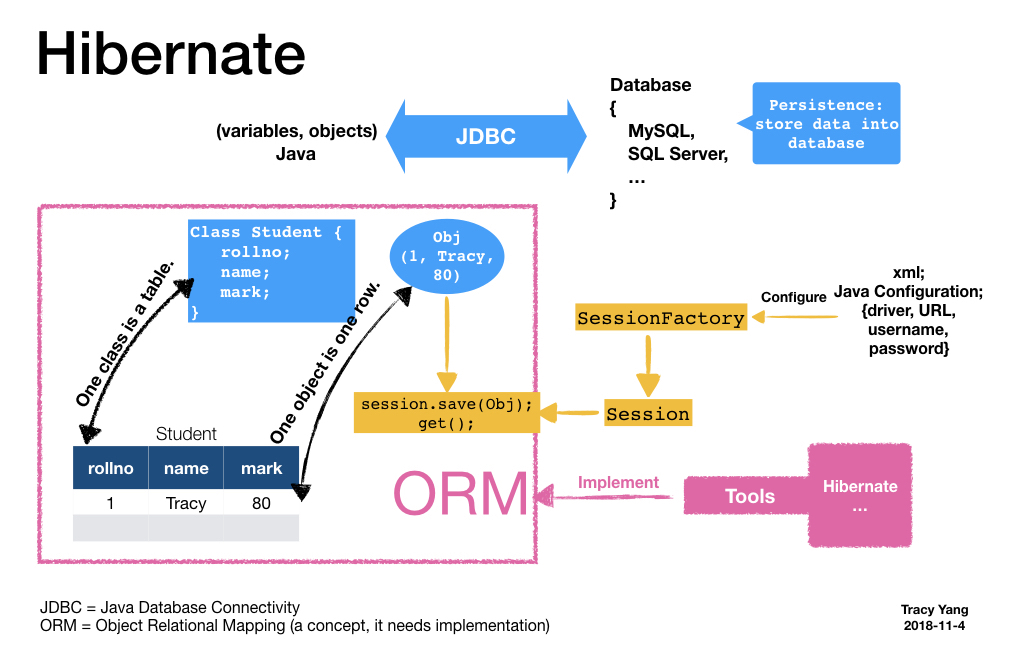 Hibernate
(variables, objects)
Java
JDBC
Database
{
MySQL,
SQL Server,
...
}
Persistence:
store data into
database
Class Student {
rollno;
name;
mark;
}
Obj
(1, Tracy,
80)
One class is a table.
One object is one row.
SessionFactory
Configure
xml;
Java Configuration;
{driver, URL,
username,
password}
session.save(Obj);
get();
Session
Student
rollno name mark
1 Tracy 80
ORM
Implement
Tools
Hibernate
...
JDBC = Java Database Connectivity
ORM = Object Relational Mapping (a concept, it needs implementation)
Tracy Yang
2018-11-4